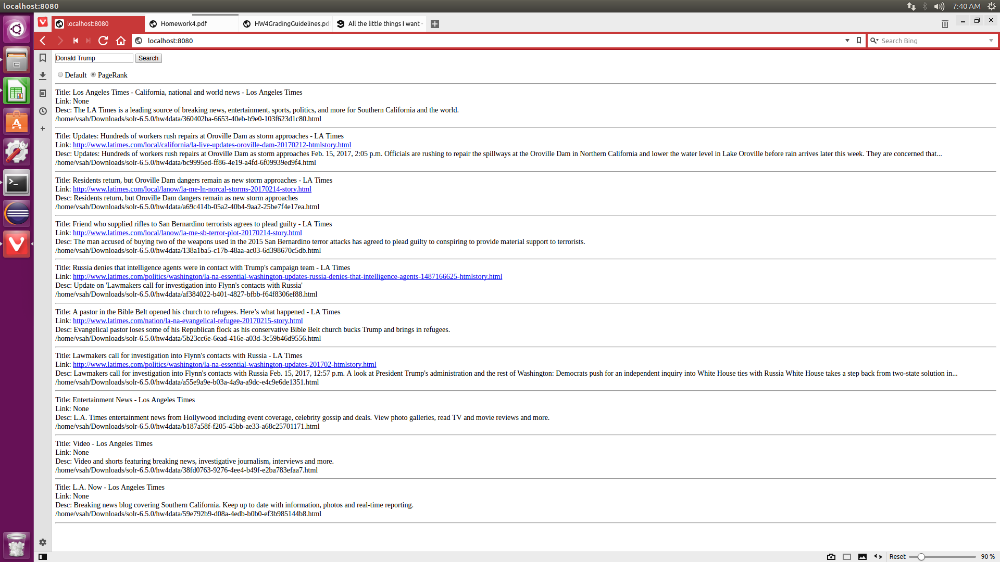 localhost:8080
7:40 AM
localhost:8080
Homework4.pdf
HW4GradingGuidelines.pd
All the little things I want
localhost:8080
Search Bing
Donald Trump Search
Default PageRank
Title: Los Angeles Times - California, national and world news - Los Angeles Times
Link: None
Desc: The LA Times is a leading source of breaking news, entertainment, sports, politics, and more for Southern California and the world.
/home/vsah/Downloads/solr-6.5.0/hw4data/360402ba-6653-40eb-b9e0-103f623d1c80.html
Title: Updates: Hundreds of workers rush repairs at Oroville Dam as storm approaches - LA Times
Link: http://www.latimes.com/local/california/la-live-updates-oroville-dam-20170212-htmlstory.html
Desc: Updates: Hundreds of workers rush repairs at Oroville Dam as storm approaches Feb. 15, 2017, 2:05 p.m. Officials are rushing to repair the spillways at the Oroville Dam in Northern California and lower the water level in Lake Oroville before rain arrives later this week. They are concerned that...
/home/vsah/Downloads/solr-6.5.0/hw4data/bc9995ed-ff86-4e19-a4fd-6f09939ed9f4.html
Title: Residents return, but Oroville Dam dangers remain as new storm approaches - LA Times
Link: http://www.latimes.com/local/lanow/la-me-ln-norcal-storms-20170214-story.html
Desc: Residents return, but Oroville Dam dangers remain as new storm approaches
/home/vsah/Downloads/solr-6.5.0/hw4data/a69c414b-05a2-40b4-9aa2-25be7f4e17ea.html
Title: Friend who supplied rifles to San Bernardino terrorists agrees to plead guilty - LA Times
Link: http://www.latimes.com/local/lanow/la-me-sb-terror-plot-20170214-story.html
Desc: The man accused of buying two of the weapons used in the 2015 San Bernardino terror attacks has agreed to plead guilty to conspiring to provide material support to terrorists.
/home/vsah/Downloads/solr-6.5.0/hw4data/138a1ba5-c17b-48aa-ac03-6d398670c5db.html
Title: Russia denies that intelligence agents were in contact with Trump's campaign team - LA Times
Link: http://www.latimes.com/politics/washington/la-na-essential-washington-updates-russia-denies-that-intelligence-agents-1487166625-htmlstory.html
Desc: Update on 'Lawmakers call for investigation into Flynn's contacts with Russia'
/home/vsah/Downloads/solr-6.5.0/hw4data/af384022-b401-4827-bfbb-f64f8306ef88.html
Title: A pastor in the Bible Belt opened his church to refugees. Here’s what happened - LA Times
Link: http://www.latimes.com/nation/la-na-evangelical-refugee-20170215-story.html
Desc: Evangelical pastor loses some of his Republican flock as his conservative Bible Belt church bucks Trump and brings in refugees.
/home/vsah/Downloads/solr-6.5.0/hw4data/5b23cc6e-6ead-416e-a03d-3c59b46d9556.html
Title: Lawmakers call for investigation into Flynn's contacts with Russia - LA Times
Link: http://www.latimes.com/politics/washington/la-na-essential-washington-updates-201702-htmlstory.html
Desc: Lawmakers call for investigation into Flynn's contacts with Russia Feb. 15, 2017, 12:57 p.m. A look at President Trump's administration and the rest of Washington: Democrats push for an independent inquiry into White House ties with Russia White House takes a step back from two-state solution in...
/home/vsah/Downloads/solr-6.5.0/hw4data/a55e9a9e-b03a-4a9a-a9dc-e4c9e6de1351.html
Title: Entertainment News - Los Angeles Times
Link: None
Desc: L.A. Times entertainment news from Hollywood including event coverage, celebrity gossip and deals. View photo galleries, read TV and movie reviews and more.
/home/vsah/Downloads/solr-6.5.0/hw4data/b187a58f-f205-45bb-ae33-a68c25701171.html
Title: Video - Los Angeles Times
Link: None
Desc: Video and shorts featuring breaking news, investigative journalism, interviews and more.
/home/vsah/Downloads/solr-6.5.0/hw4data/38fd0763-9276-4ee4-b49f-e2ba783efaa7.html
Title: L.A. Now - Los Angeles Times
Link: None
Desc: Breaking news blog covering Southern California. Keep up to date with information, photos and real-time reporting.
/home/vsah/Downloads/solr-6.5.0/hw4data/59e792b9-d08a-4edb-b0b0-ef3b985144b8.html
Reset 90 %